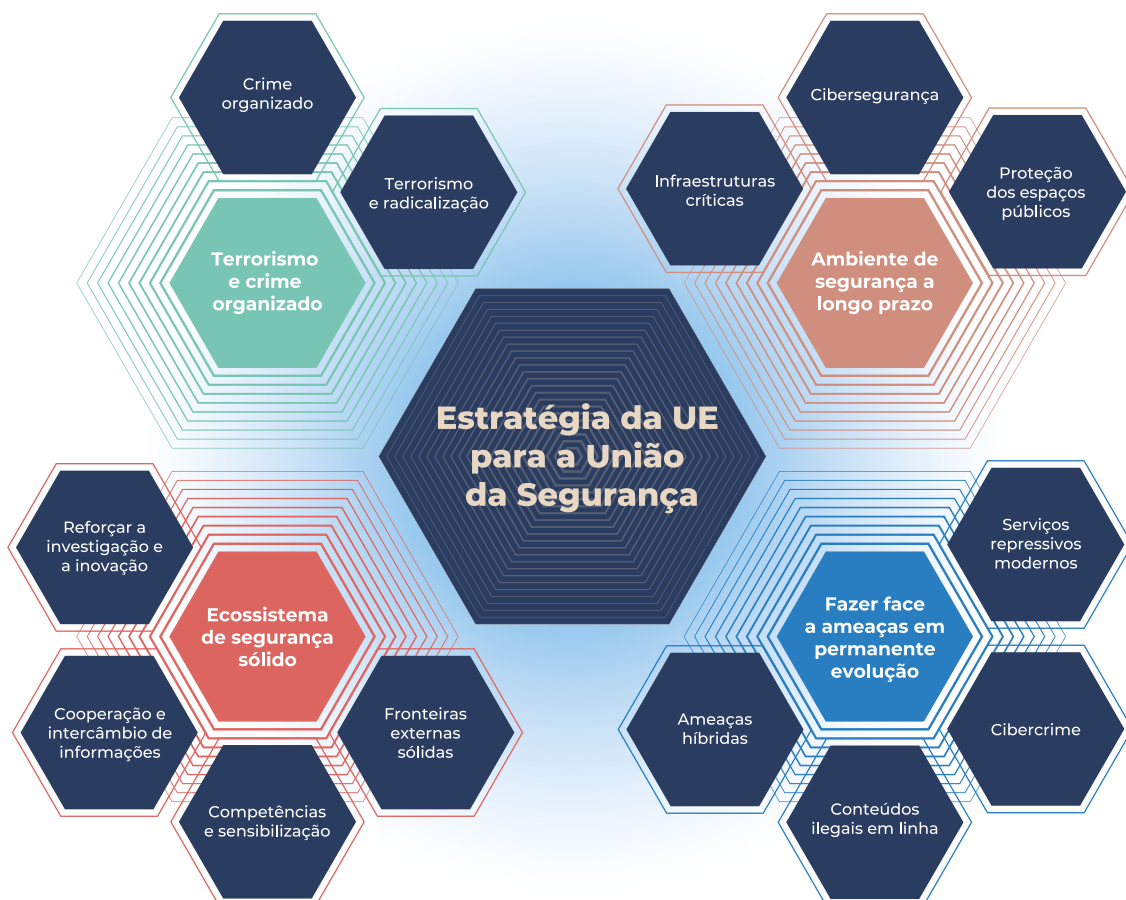 Crime
organizado
Terrorismo
e radicalização
Terrorismo
e crime
organizado
Cibersegurança
Infraestruturas
críticas
Proteção
dos espaços
públicos
Ambiente de
segurança a
longo prazo
Estratégia da UE
para a União
da Segurança
Reforçar a
investigação e
a inovação
Ecossistema
de segurança
sólido
Cooperação e
intercâmbio de
informações
Fronteiras
externas
sólidas
Competências
e sensibilização
Serviços
repressivos
modernos
Fazer face
a ameaças em
permanente
evolução
Ameaças
híbridas
Cibercrime
Conteúdos
ilegais em linha